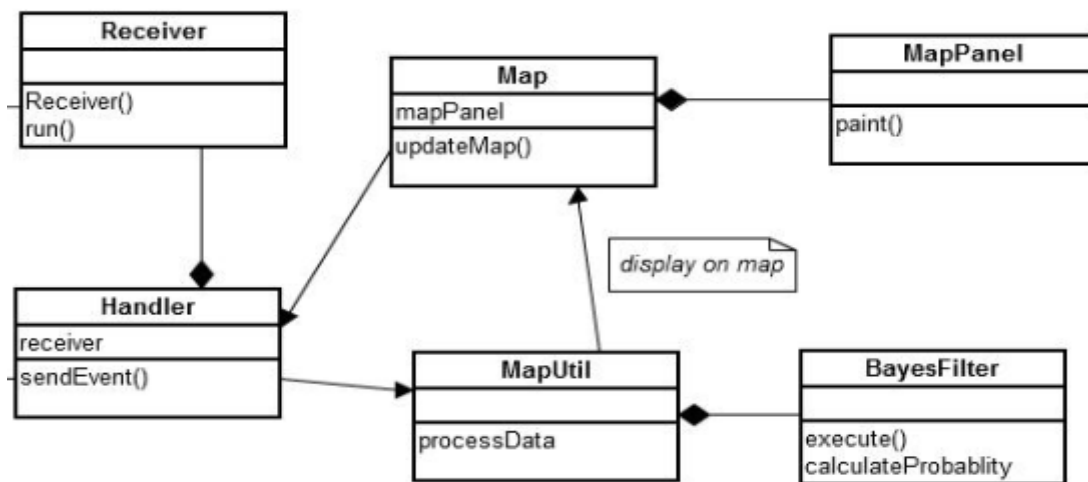 Receiver
Receiver()
run()
Map
mapPanel
updateMap()
MapPanel
paint()
display on map
Handler
receiver
sendEvent()
MapUtil
processData
BayesFilter
execute()
calculateProbablity